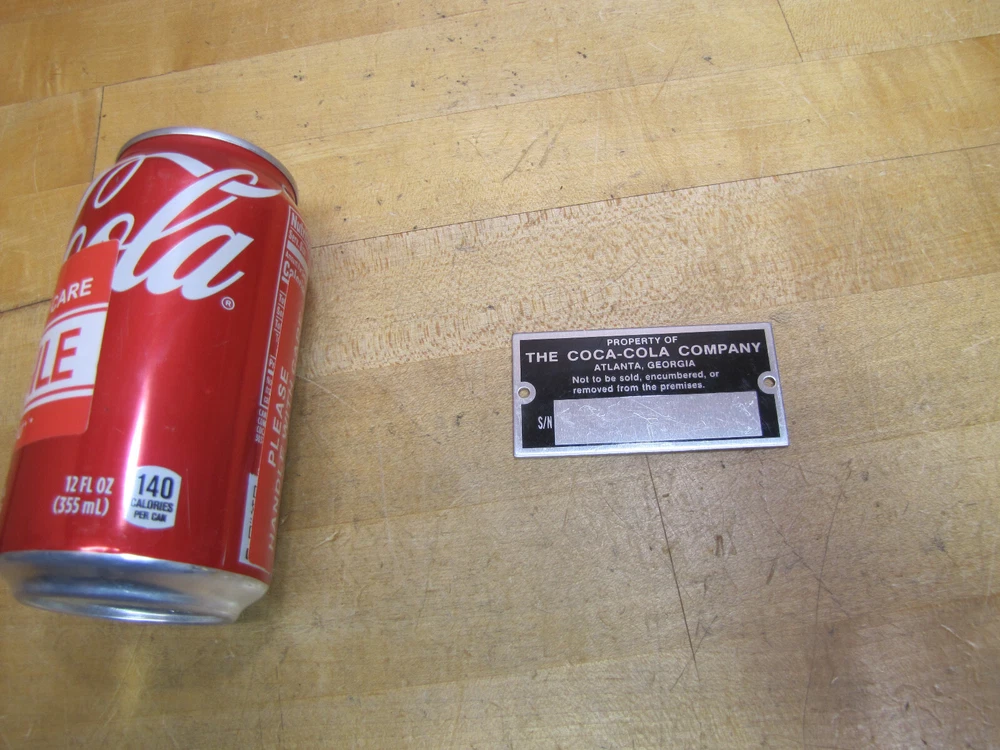 Cola
®
CARE
LE
12 FL OZ
(355 mL)
140
CALORIES
PER CAN
PLEASE
PROPERTY OF
THE COCA-COLA COMPANY
ATLANTA, GEORGIA
Not to be sold, encumbered, or
removed from the premises.
S/N